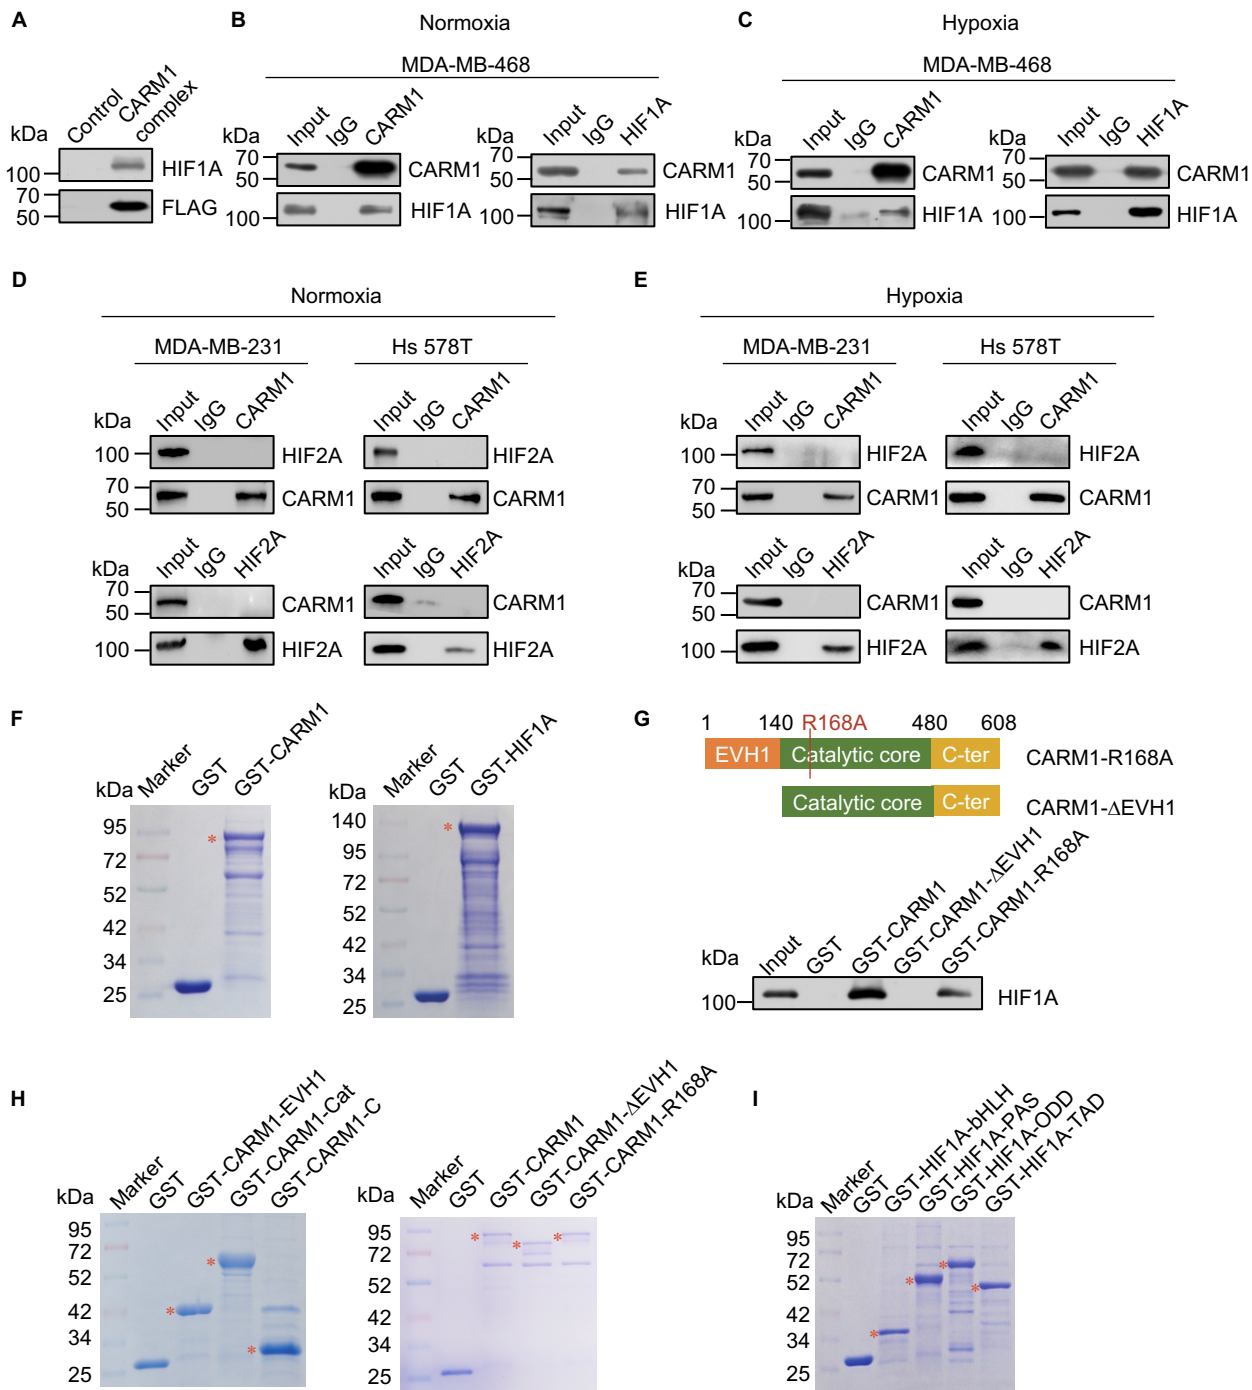 A
Control
CARM1
complex
kDa
100
HIF1A
70
50
FLAG
B
Normoxia
MDA-MB-468
Input
IgG
CARM1
kDa
70
50
CARM1
100
HIF1A
Input
IgG
HIF1A
70
50
CARM1
100
HIF1A
C
Hypoxia
MDA-MB-468
Input
IgG
CARM1
kDa
70
50
CARM1
100
HIF1A
Input
IgG
HIF1A
70
50
CARM1
100
HIF1A
D
Normoxia
MDA-MB-231
Hs 578T
Input
IgG
CARM1
Input
IgG
CARM1
kDa
100
HIF2A
HIF2A
70
50
CARM1
CARM1
Input
IgG
HIF2A
Input
IgG
HIF2A
kDa
70
50
CARM1
CARM1
100
HIF2A
HIF2A
E
Hypoxia
MDA-MB-231
Hs 578T
Input
IgG
CARM1
Input
IgG
CARM1
kDa
100
HIF2A
HIF2A
70
50
CARM1
CARM1
Input
IgG
HIF2A
Input
IgG
HIF2A
kDa
70
50
CARM1
CARM1
100
HIF2A
HIF2A
F
Marker
GST
GST-CARM1
kDa
95
72
52
42
34
25
*
Marker
GST
GST-HIF1A
kDa
140
95
72
52
42
34
25
*
G
1 140 R168A 480 608
EVH1 Catalytic core C-ter CARM1-R168A
Catalytic core C-ter CARM1-ΔEVH1
Input
GST
GST-CARM1
GST-CARM1-ΔEVH1
GST-CARM1-R168A
kDa
100
HIF1A
H
Marker
GST
GST-CARM1-EVH1
GST-CARM1-Cat
GST-CARM1-C
kDa
95
72
52
42
34
25
*
*
*
Marker
GST
GST-CARM1
GST-CARM1-ΔEVH1
GST-CARM1-R168A
kDa
95
72
52
42
34
25
*
*
*
I
Marker
GST
GST-HIF1A-bHLH
GST-HIF1A-PAS
GST-HIF1A-ODD
GST-HIF1A-TAD
kDa
95
72
52
42
34
25
*
*
*
*